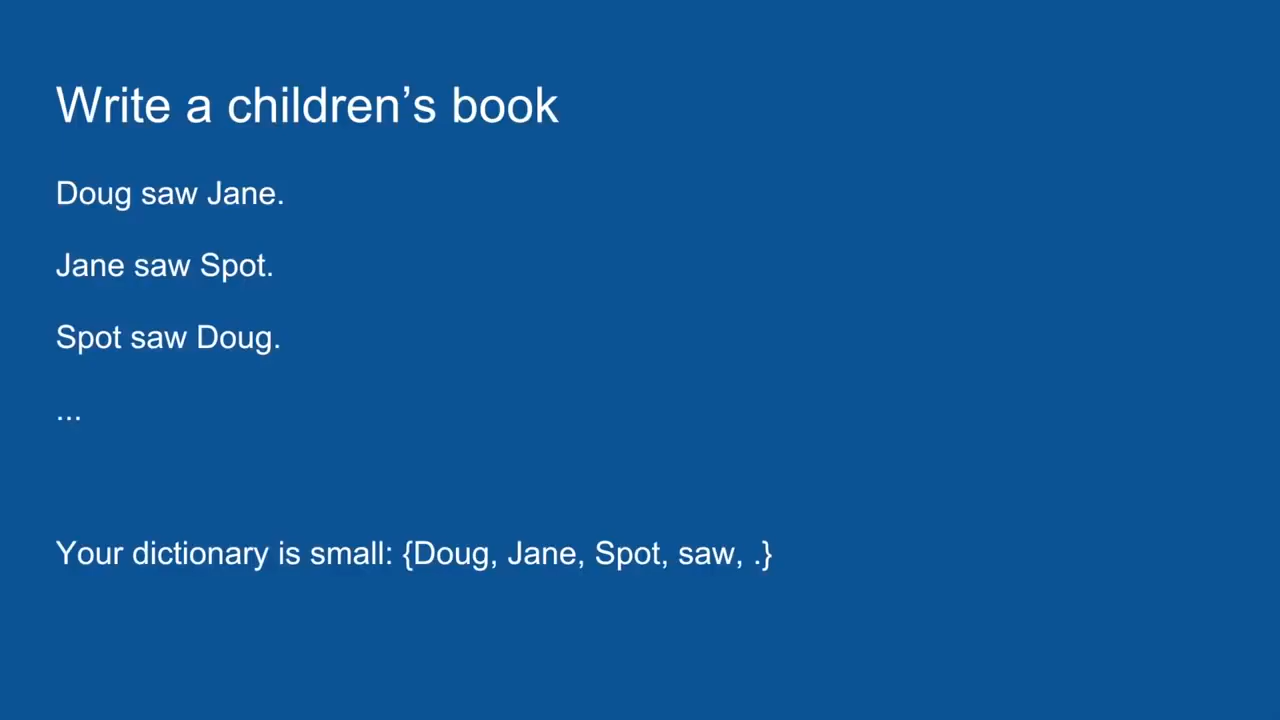 Write a children’s book
Doug saw Jane.
Jane saw Spot.
Spot saw Doug.
...
Your dictionary is small: {Doug, Jane, Spot, saw, .}